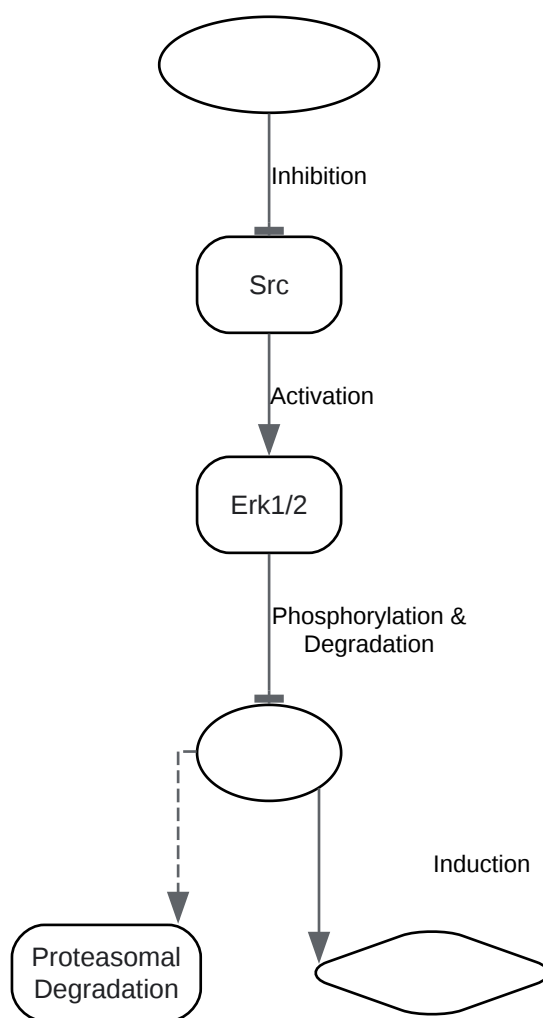 Inhibition
Src
Activation
Erk1/2
Phosphorylation &
Degradation
Induction
Proteasomal
Degradation